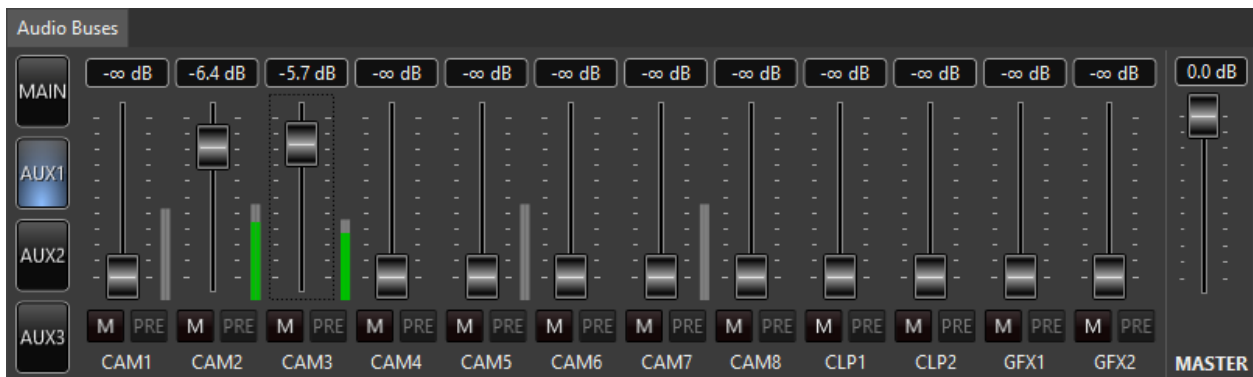 Audio Buses
-∞ dB -6.4 dB -5.7 dB -∞ dB -∞ dB -∞ dB -∞ dB -∞ dB -∞ dB -∞ dB -∞ dB -∞ dB 0.0 dB
MAIN
AUX1
AUX2
AUX3
M PRE M PRE M PRE M PRE M PRE M PRE M PRE M PRE M PRE M PRE M PRE M PRE
CAM1 CAM2 CAM3 CAM4 CAM5 CAM6 CAM7 CAM8 CLP1 CLP2 GFX1 GFX2 MASTER